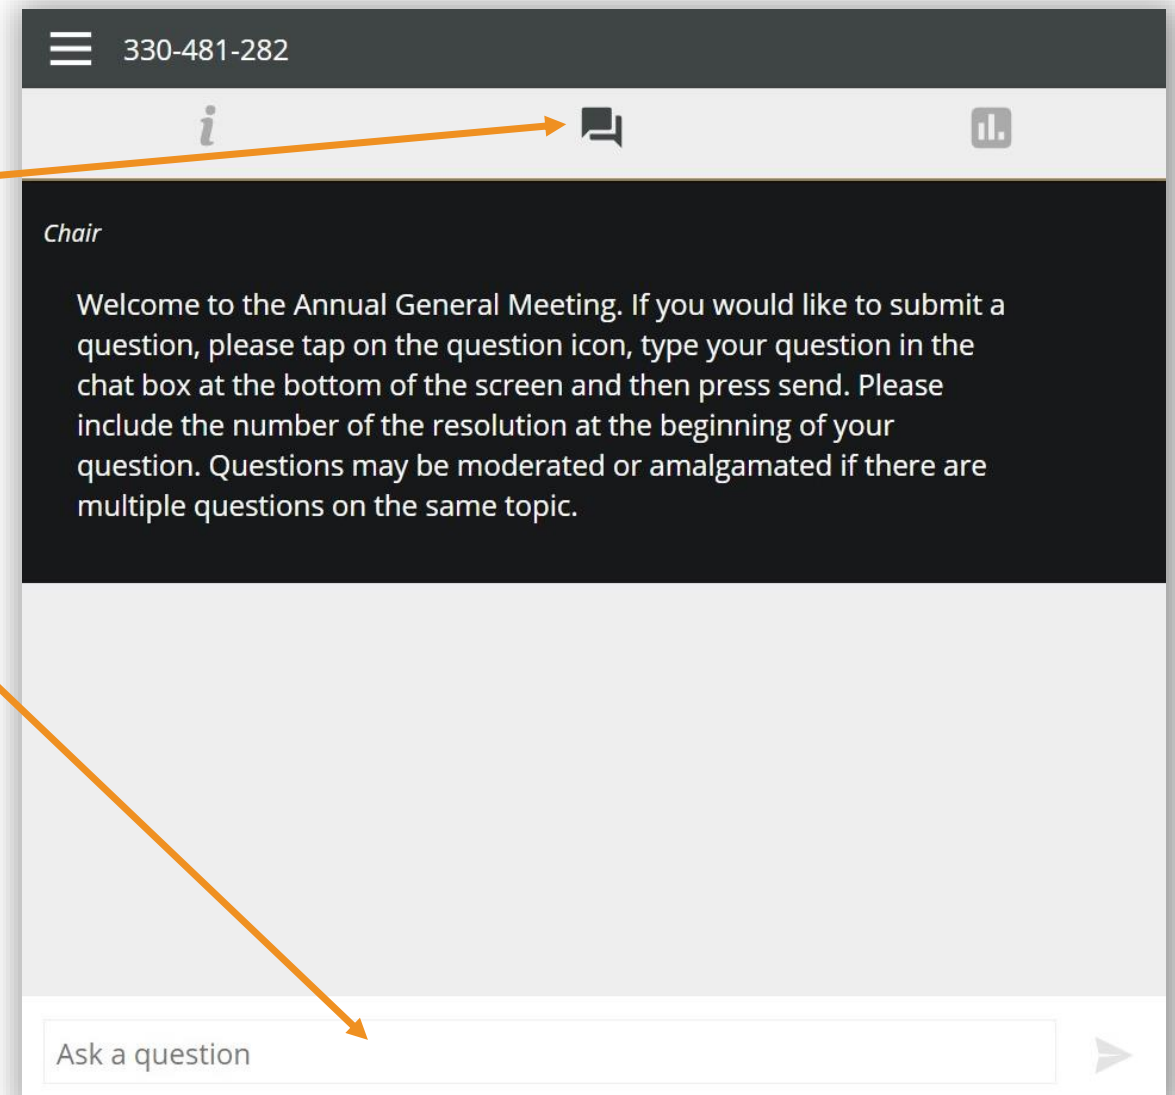 330-481-282
Chair
Welcome to the Annual General Meeting. If you would like to submit a
question, please tap on the question icon, type your question in the
chat box at the bottom of the screen and then press send. Please
include the number of the resolution at the beginning of your
question. Questions may be moderated or amalgamated if there are
multiple questions on the same topic.
Ask a question